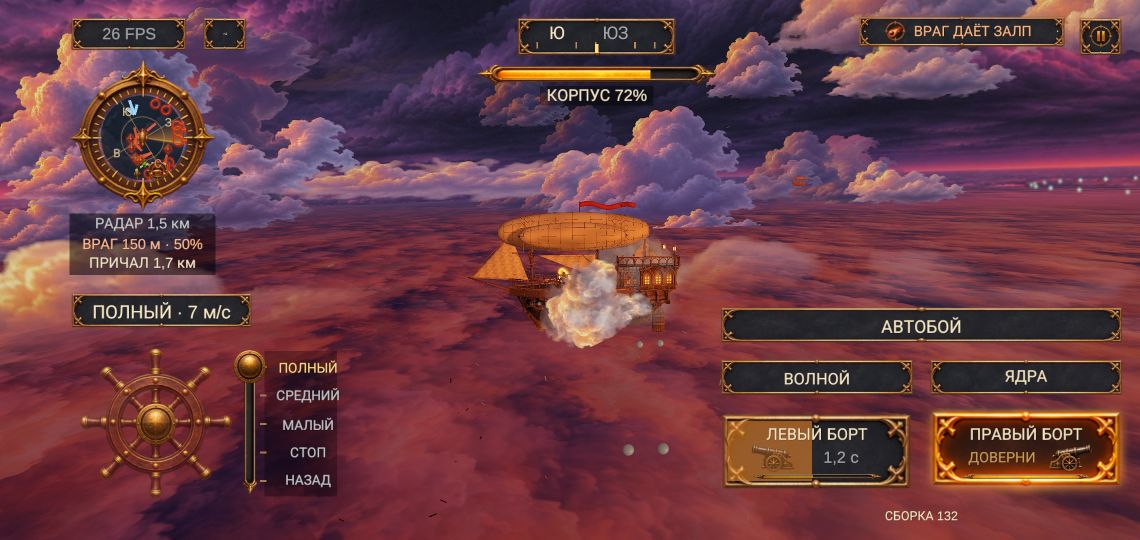 26 FPS
~
Ю ЮЗ
ВРАГ ДАЁТ ЗАЛП
КОРПУС 72%
Ю
З
В
РАДАР 1,5 км
ВРАГ 150 м · 50%
ПРИЧАЛ 1,7 км
ПОЛНЫЙ · 7 м/с
ПОЛНЫЙ
СРЕДНИЙ
МАЛЫЙ
СТОП
НАЗАД
АВТОБОЙ
ВОЛНОЙ
ЯДРА
ЛЕВЫЙ БОРТ
1,2 с
ПРАВЫЙ БОРТ
ДОВЕРНИ
СБОРКА 132